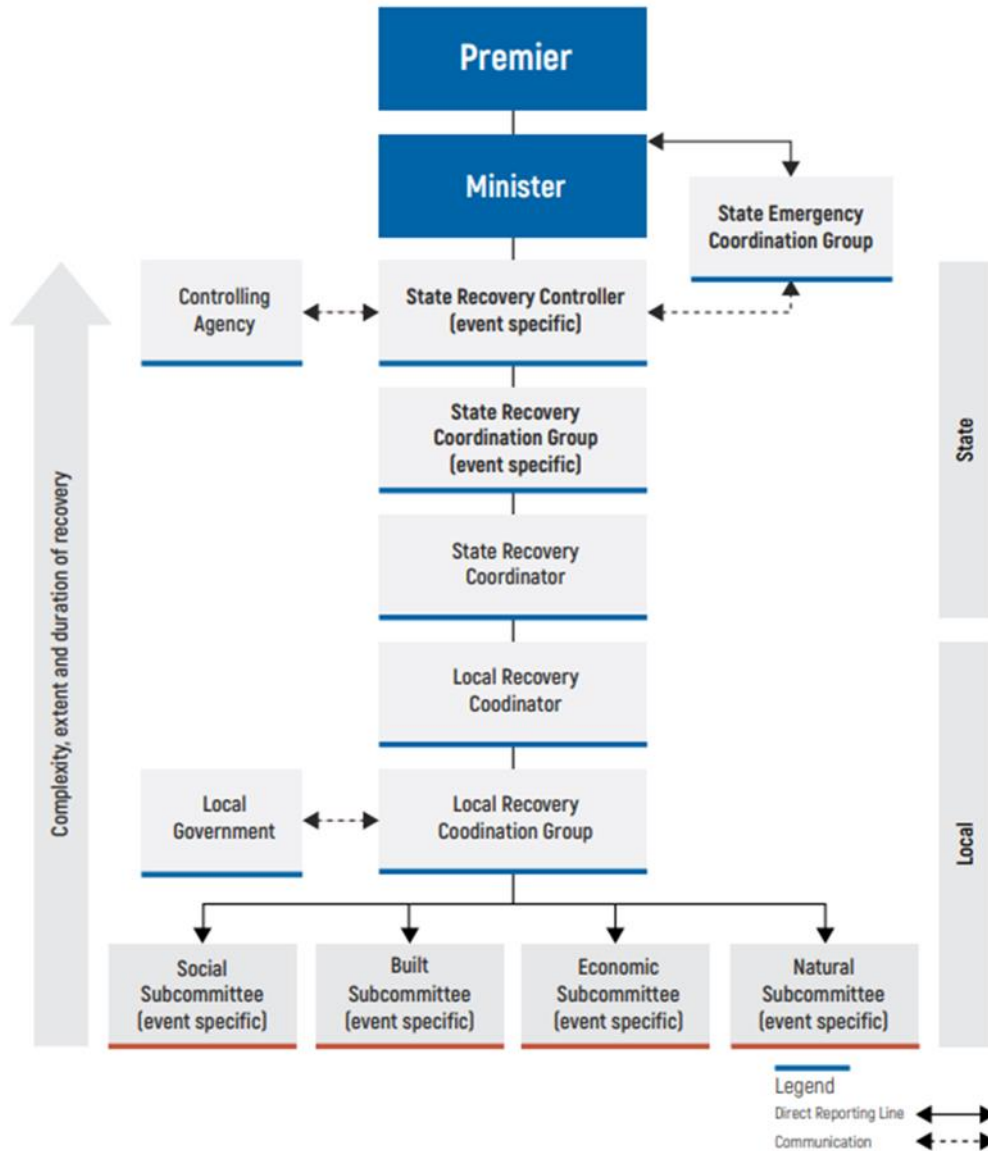 Premier
Minister
State Emergency
Coordination Group
Controlling
Agency
State Recovery Controller
(event specific)
State Recovery
Coordination Group
(event specific)
State Recovery
Coordinator
Local Recovery
Coodinator
Local
Government
Local Recovery
Coodination Group
Social
Subcommittee
(event specific)
Built
Subcommittee
(event specific)
Economic
Subcommittee
(event specific)
Natural
Subcommittee
(event specific)
Complexity, extent and duration of recovery
State
Local
Legend
Direct Reporting Line
Communication